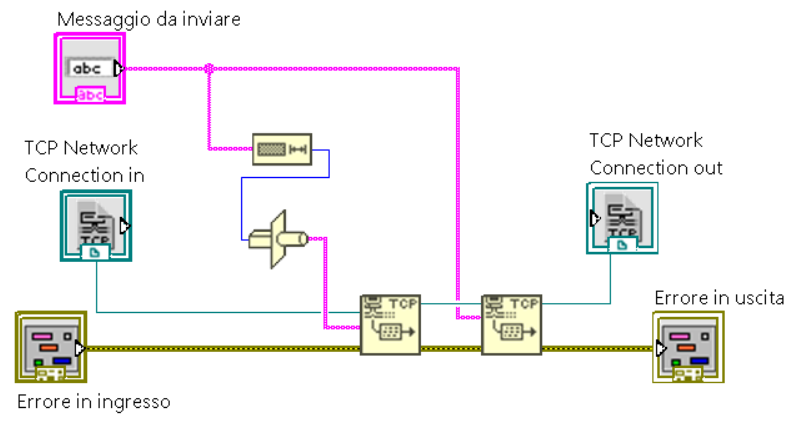 Messaggio da inviare
abc
abc
TCP Network
Connection in
TCP
TCP Network
Connection out
TCP
TCP
TCP
Errore in uscita
Errore in ingresso